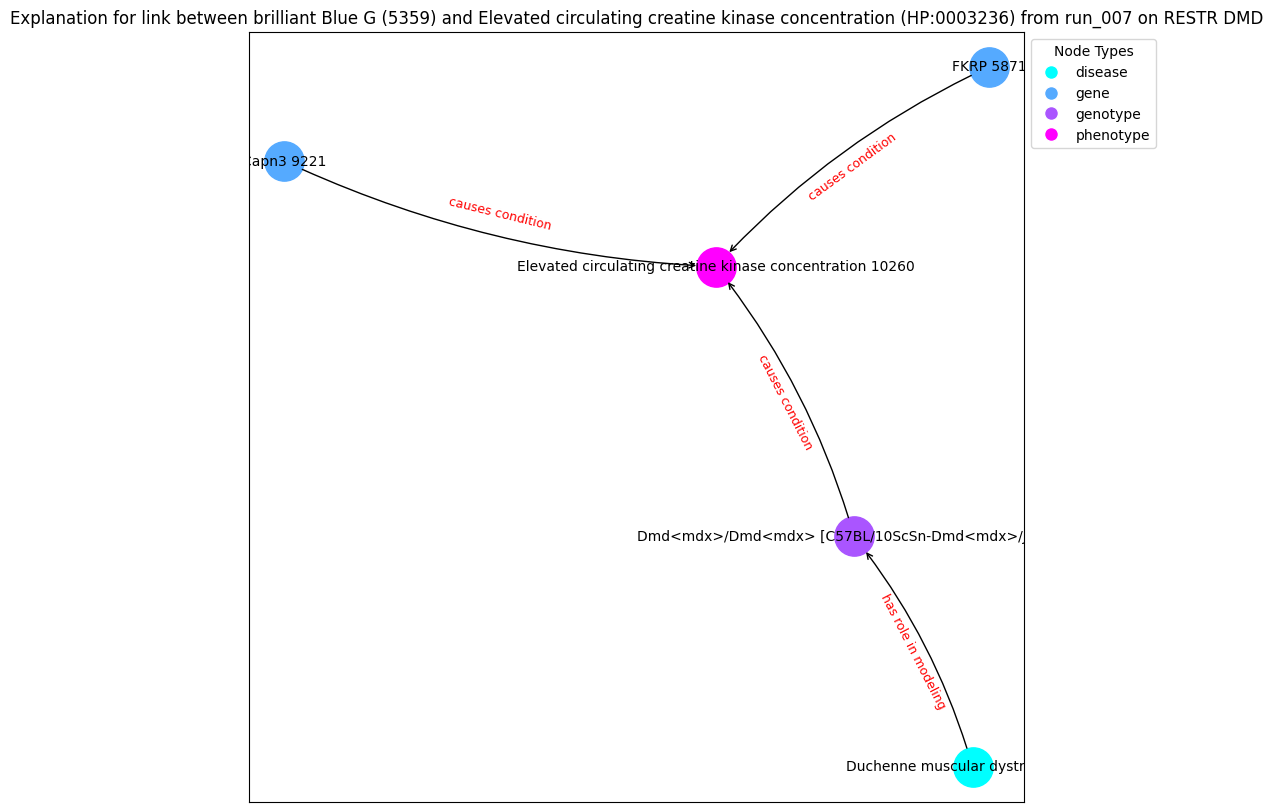 Explanation for link between brilliant Blue G (5359) and Elevated circulating creatine kinase concentration (HP:0003236) from run_007 on RESTR DMD
Node Types
disease
gene
genotype
phenotype
FKRP 5871
apn3 9221
causes condition
causes condition
Elevated circulating creatine kinase concentration 10260
causes condition
Dmd<mdx>/Dmd<mdx> [C57BL/10ScSn-Dmd<mdx>/
has role in modeling
Duchenne muscular dystr